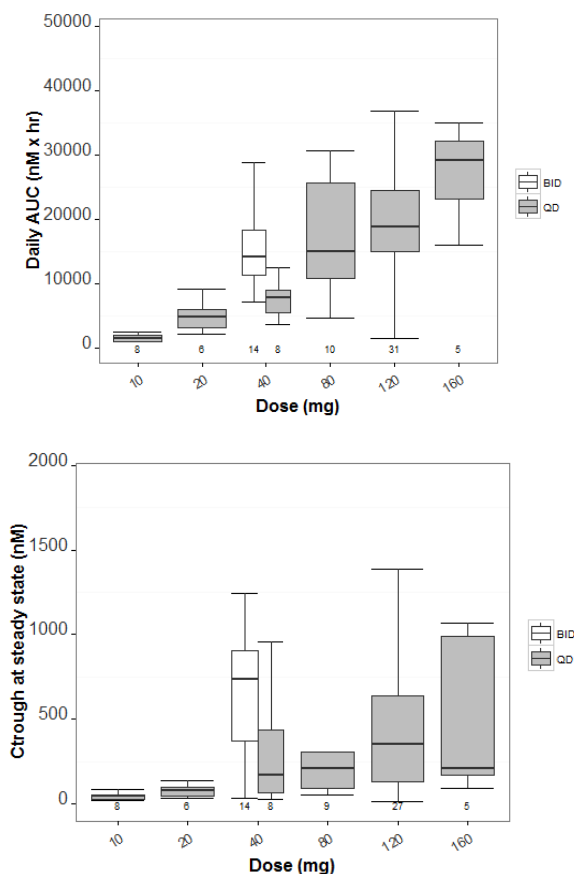 50000
40000
30000
20000
10000
0
Daily AUC (nM x hr)
8 6 14 8 10 31 5
10 20 40 80 120 160
Dose (mg)
BID
QD
2000
1500
1000
500
0
Ctrough at steady state (nM)
8 6 14 8 9 27 5
10 20 40 80 120 160
Dose (mg)
BID
QD